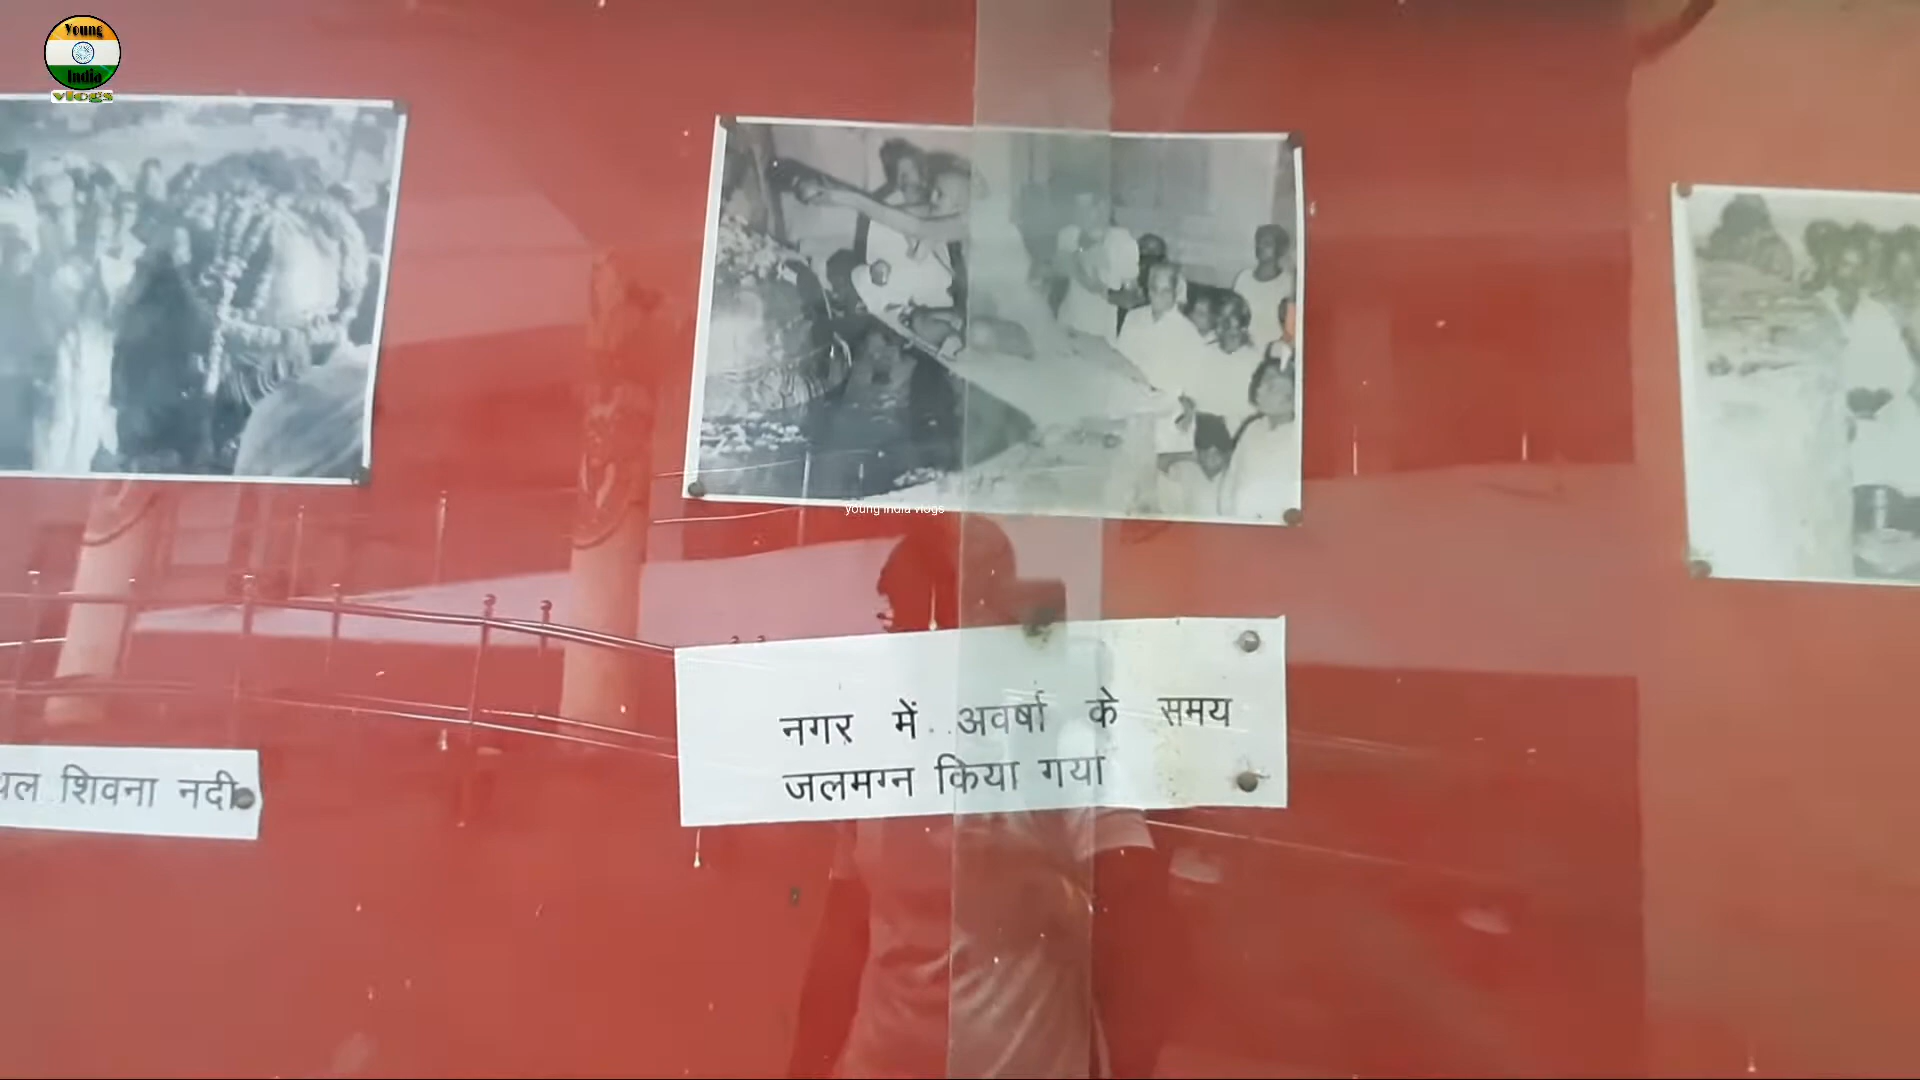 Young
India
vlogs
young india vlogs
नगर में अवर्षा के समय
जलमग्न किया गया
शिवना नदी